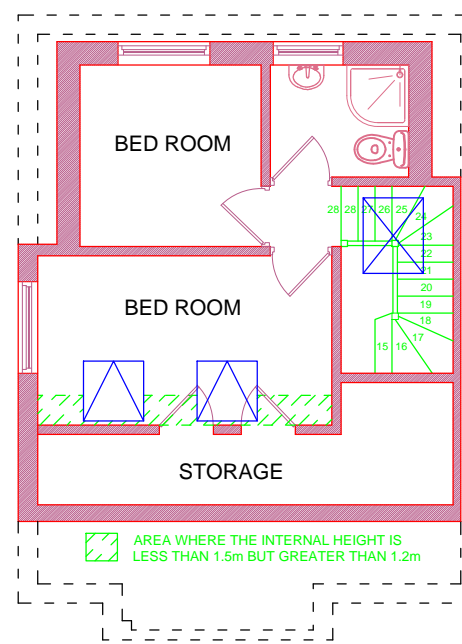 BED ROOM
28 28 27 26 25
24
23
22
21
20
19
18
17
15 16
BED ROOM
STORAGE
AREA WHERE THE INTERNAL HEIGHT IS
LESS THAN 1.5m BUT GREATER THAN 1.2m